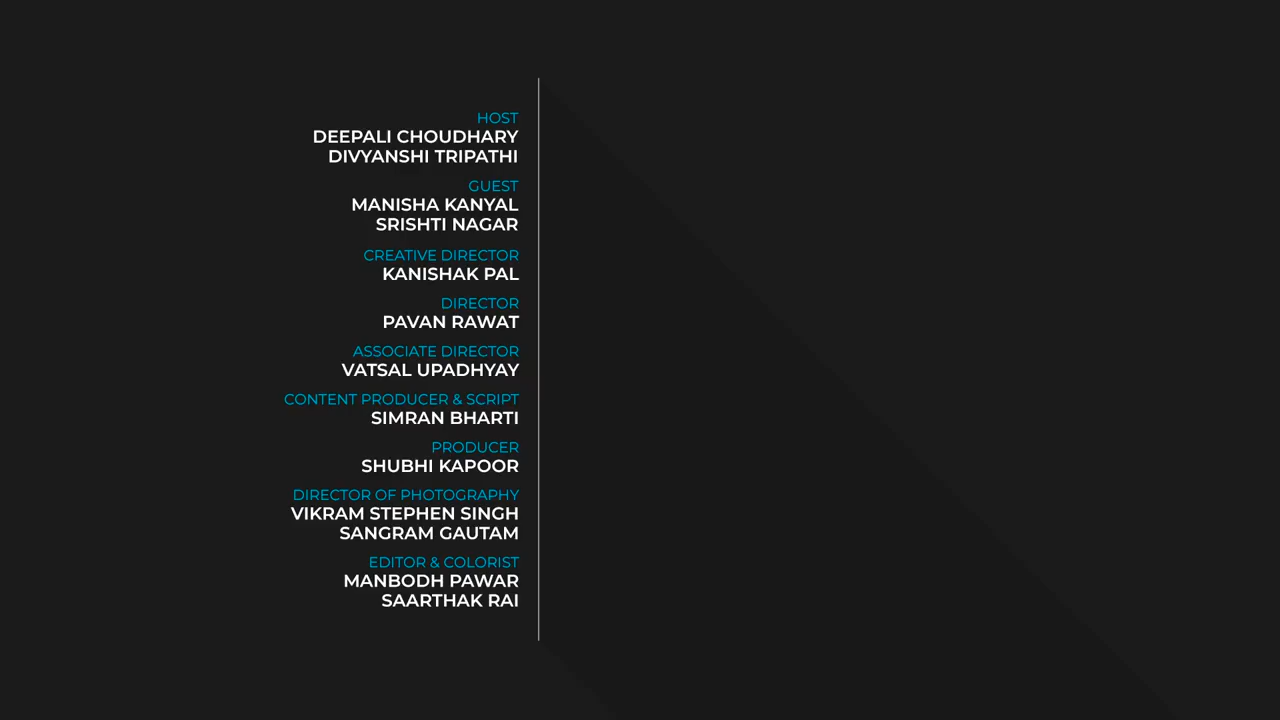 HOST
DEEPALI CHOUDHARY
DIVYANSHI TRIPATHI
GUEST
MANISHA KANYAL
SRISHTI NAGAR
CREATIVE DIRECTOR
KANISHAK PAL
DIRECTOR
PAVAN RAWAT
ASSOCIATE DIRECTOR
VATSAL UPADHYAY
CONTENT PRODUCER & SCRIPT
SIMRAN BHARTI
PRODUCER
SHUBHI KAPOOR
DIRECTOR OF PHOTOGRAPHY
VIKRAM STEPHEN SINGH
SANGRAM GAUTAM
EDITOR & COLORIST
MANBODH PAWAR
SAARTHAK RAI